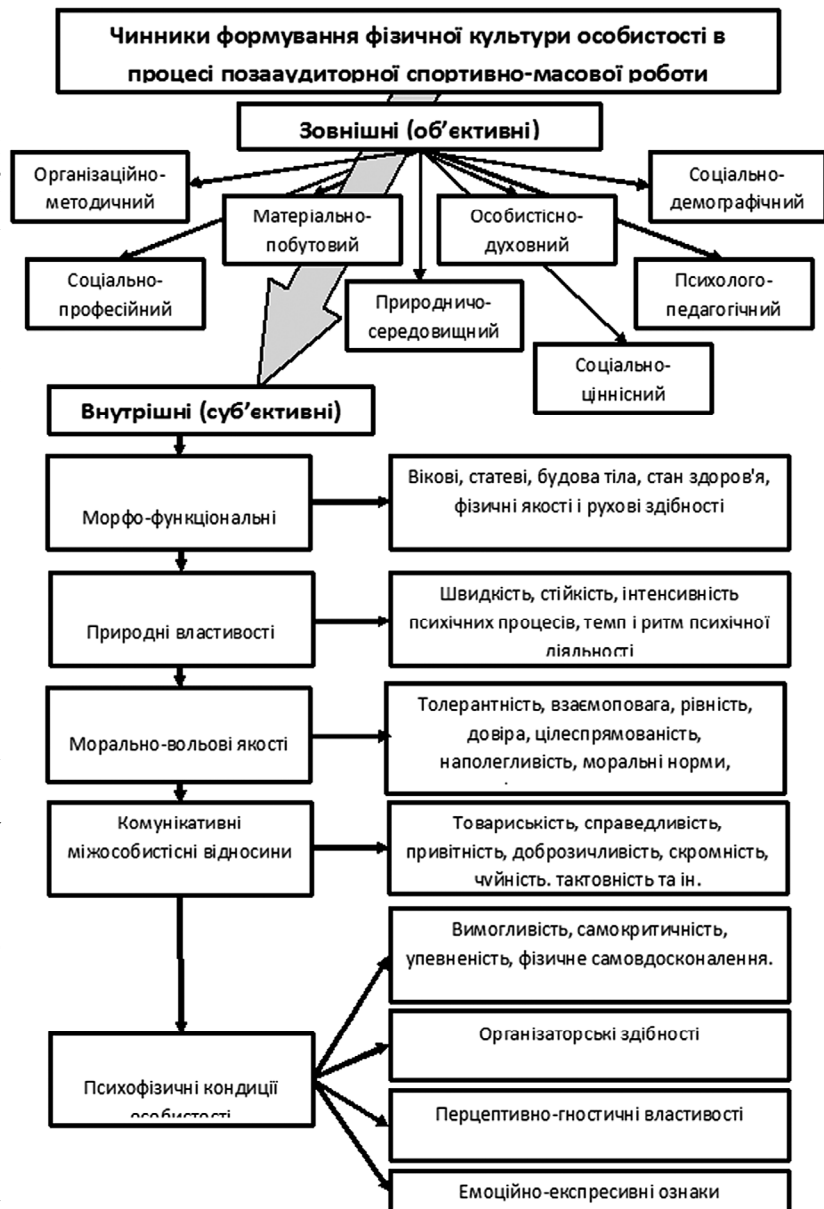 Чинники формування фізичної культури особистості в
процесі позааудиторної спортивно-масової роботи
Зовнішні (об’єктивні)
Організаційно-
методичний
Матеріально-
побутовий
Особистісно-
духовний
Соціально-
демографічний
Соціально-
професійний
Природничо-
середовищний
Психолого-
педагогічний
Соціально-
ціннісний
Внутрішні (суб’єктивні)
Морфо-функціональні
Вікові, статеві, будова тіла, стан здоров'я,
фізичні якості і рухові здібності
Природні властивості
Швидкість, стійкість, інтенсивність
психічних процесів, темп і ритм психічної
діяльності
Морально-вольові якості
Толерантність, взаємоповага, рівність,
довіра, цілеспрямованість,
наполегливість, моральні норми,
Комунікативні
міжособистісні відносини
Товариськість, справедливість,
привітність, доброзичливість, скромність,
чуйність. тактовність та ін.
Психофізичні кондиції
особистості
Вимогливість, самокритичність,
упевненість, фізичне самовдосконалення.
Організаторські здібності
Перцептивно-гностичні властивості
Емоційно-експресивні ознаки